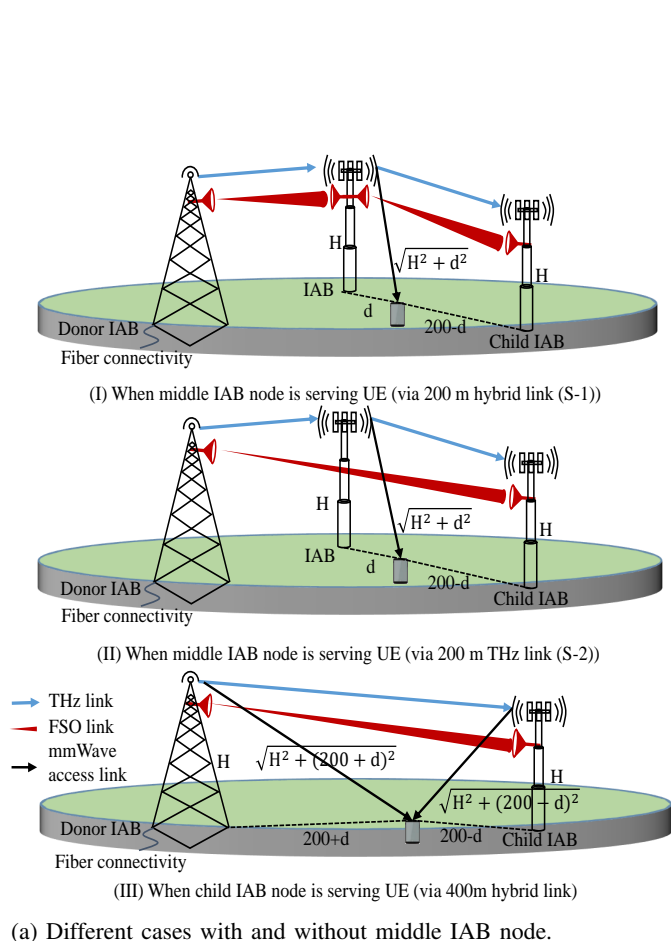 H
H
√H² + d²
IAB
d
200-d
Donor IAB
Child IAB
Fiber connectivity
(I) When middle IAB node is serving UE (via 200 m hybrid link (S-1))
H
H
√H² + d²
IAB
d
200-d
Donor IAB
Child IAB
Fiber connectivity
(II) When middle IAB node is serving UE (via 200 m THz link (S-2))
THz link
FSO link
mmWave
access link
H
√H² + (200 + d)²
H
√H² + (200 - d)²
Donor IAB
200+d
200-d
Child IAB
Fiber connectivity
(III) When child IAB node is serving UE (via 400m hybrid link)
(a) Different cases with and without middle IAB node.